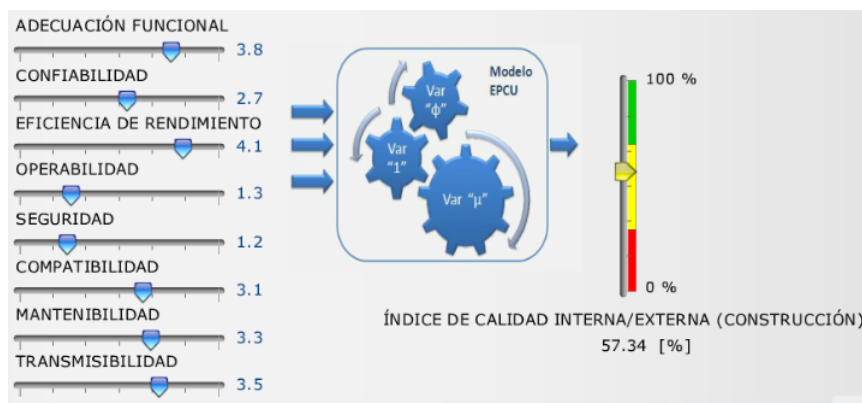 ADECUACIÓN FUNCIONAL
3.8
CONFIABILIDAD
2.7
EFICIENCIA DE RENDIMIENTO
4.1
OPERABILIDAD
1.3
SEGURIDAD
1.2
COMPATIBILIDAD
3.1
MANTENIBILIDAD
3.3
TRANSMISIBILIDAD
3.5
Modelo
EPCU
Var
"ф"
Var
"1"
Var "µ"
100 %
0 %
ÍNDICE DE CALIDAD INTERNA/EXTERNA (CONSTRUCCIÓN)
57.34 [%]